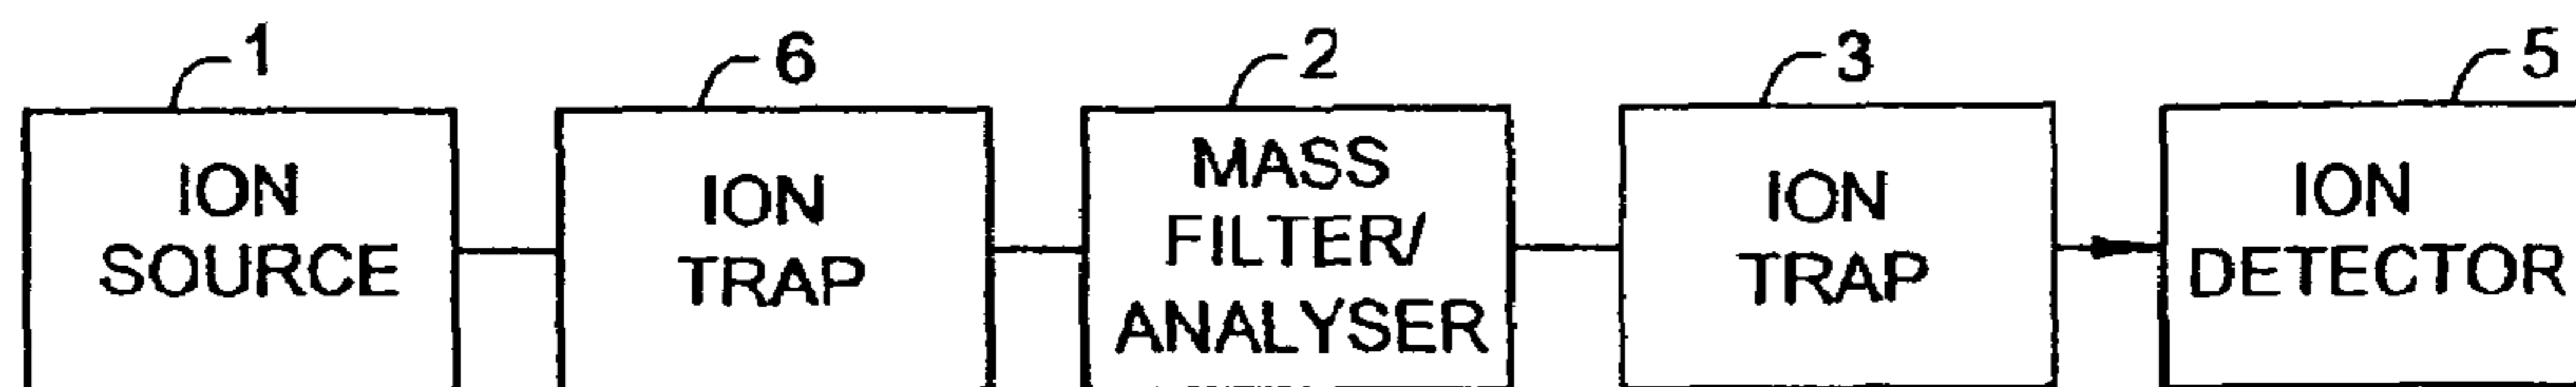 1
6
2
3
5
ION
SOURCE
ION
TRAP
MASS
FILTER/
ANALYSER
ION
TRAP
ION
DETECTOR